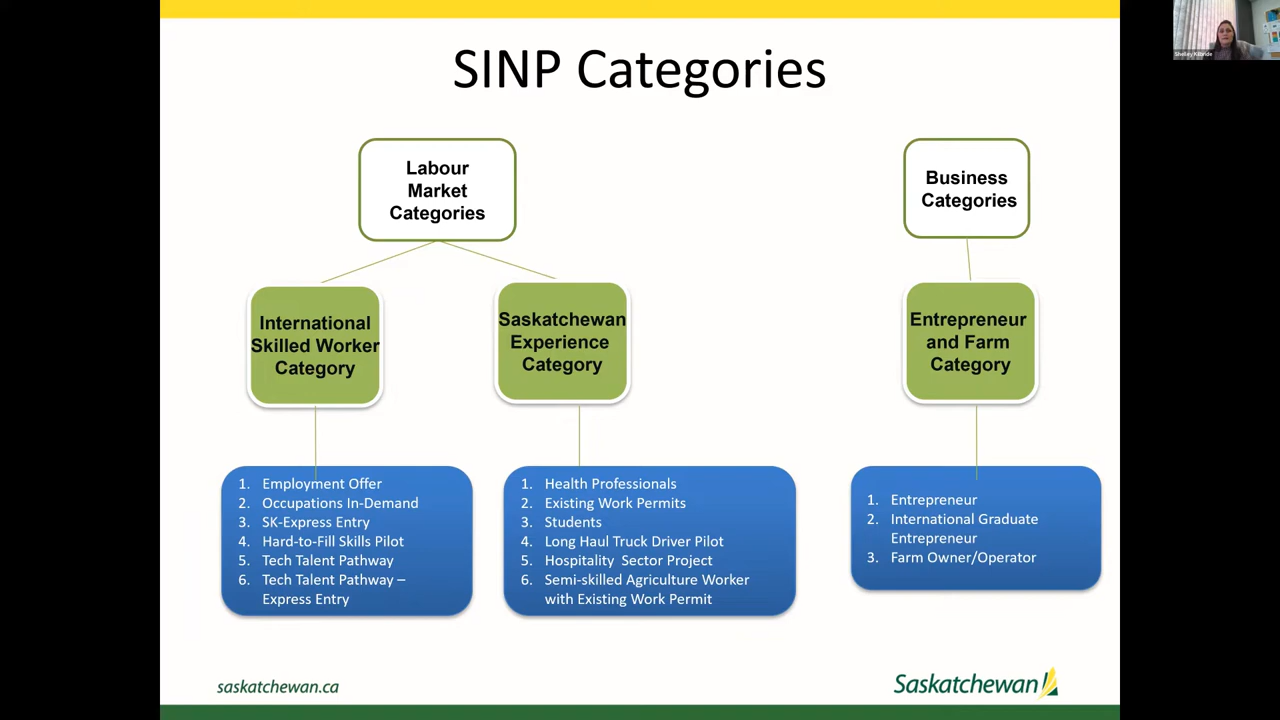 SINP Categories
Shelley Kilbride
Labour
Market
Categories
Business
Categories
International
Skilled Worker
Category
Saskatchewan
Experience
Category
Entrepreneur
and Farm
Category
1. Employment Offer
2. Occupations In-Demand
3. SK-Express Entry
4. Hard-to-Fill Skills Pilot
5. Tech Talent Pathway
6. Tech Talent Pathway –
Express Entry
1. Health Professionals
2. Existing Work Permits
3. Students
4. Long Haul Truck Driver Pilot
5. Hospitality Sector Project
6. Semi-skilled Agriculture Worker
with Existing Work Permit
1. Entrepreneur
2. International Graduate
Entrepreneur
3. Farm Owner/Operator
saskatchewan.ca
Saskatchewan